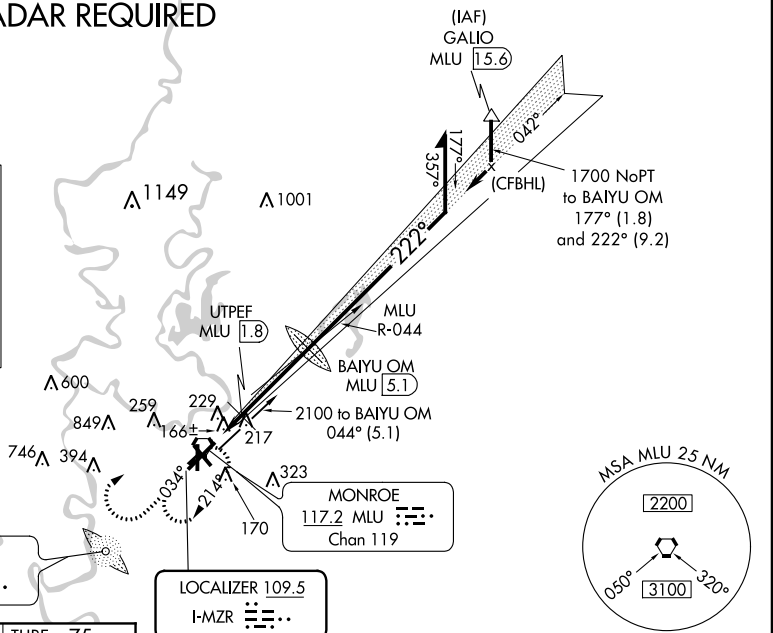 ADAR REQUIRED
(IAF)
GALIO
MLU 15.6
042°
177°
357°
(CFBHL)
1700 NoPT
to BAIYU OM
177° (1.8)
and 222° (9.2)
1149
1001
222°
UTPEF
MLU 1.8
MLU
R-044
BAIYU OM
MLU 5.1
600
849
259
229
166±
217
2100 to BAIYU OM
044° (5.1)
746
394
034°
214°
170
323
MONROE
117.2 MLU
Chan 119
LOCALIZER 109.5
I-MZR
MSA MLU 25 NM
2200
050°
320°
3100